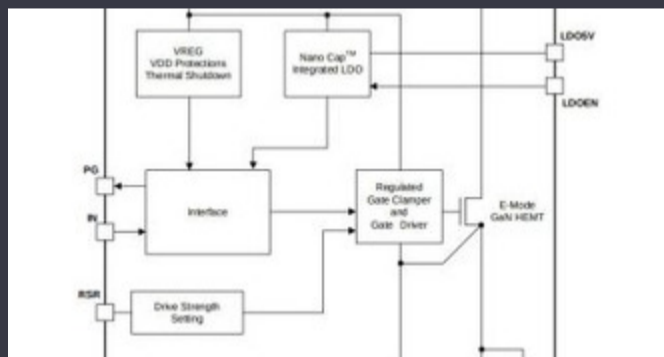 VREG
VDD Protections
Thermal Shutdown
Nano Cap™
Integrated LDO
LDO5V
LDOEN
PG
IN
Interface
Regulated
Gate Clamper
and
Gate Driver
E-Mode
GaN HEMT
RSR
Drive Strength
Setting